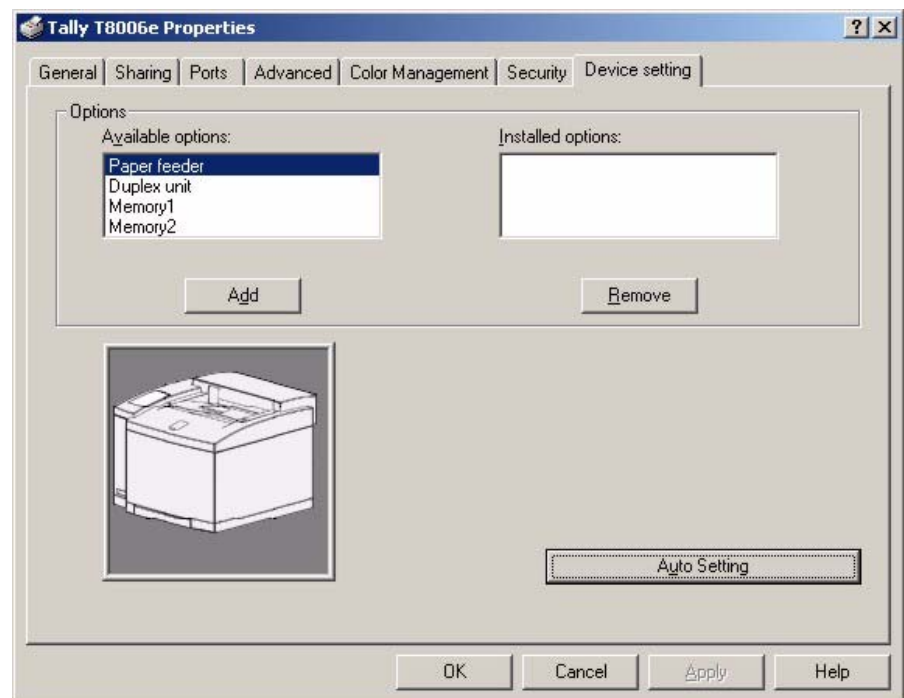 Tally T8006e Properties
General Sharing Ports Advanced Color Management Security Device setting
Options
Available options:
Paper feeder
Duplex unit
Memory1
Memory2
Add
Installed options:
Remove
Auto Setting
OK Cancel Apply Help